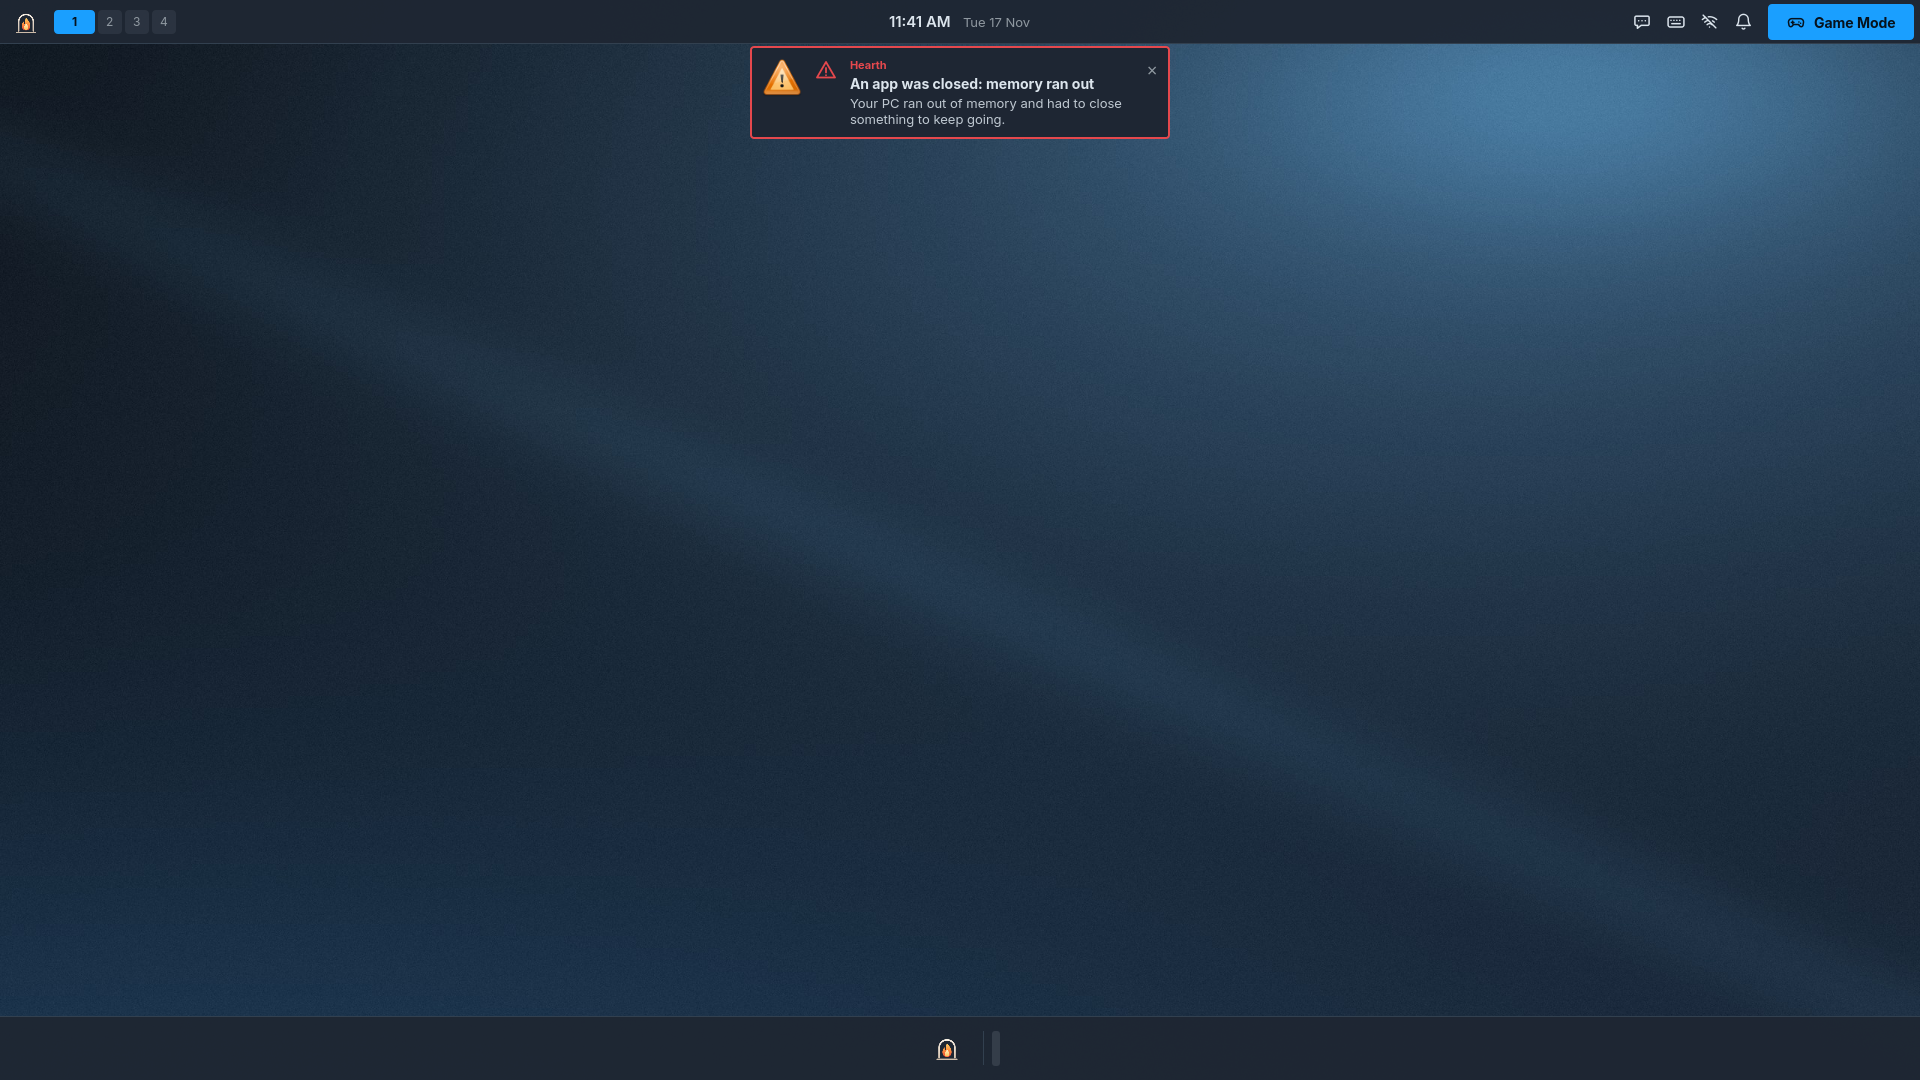 1 2 3 4
11:41 AM Tue 17 Nov
Game Mode
Hearth
An app was closed: memory ran out
Your PC ran out of memory and had to close
something to keep going.